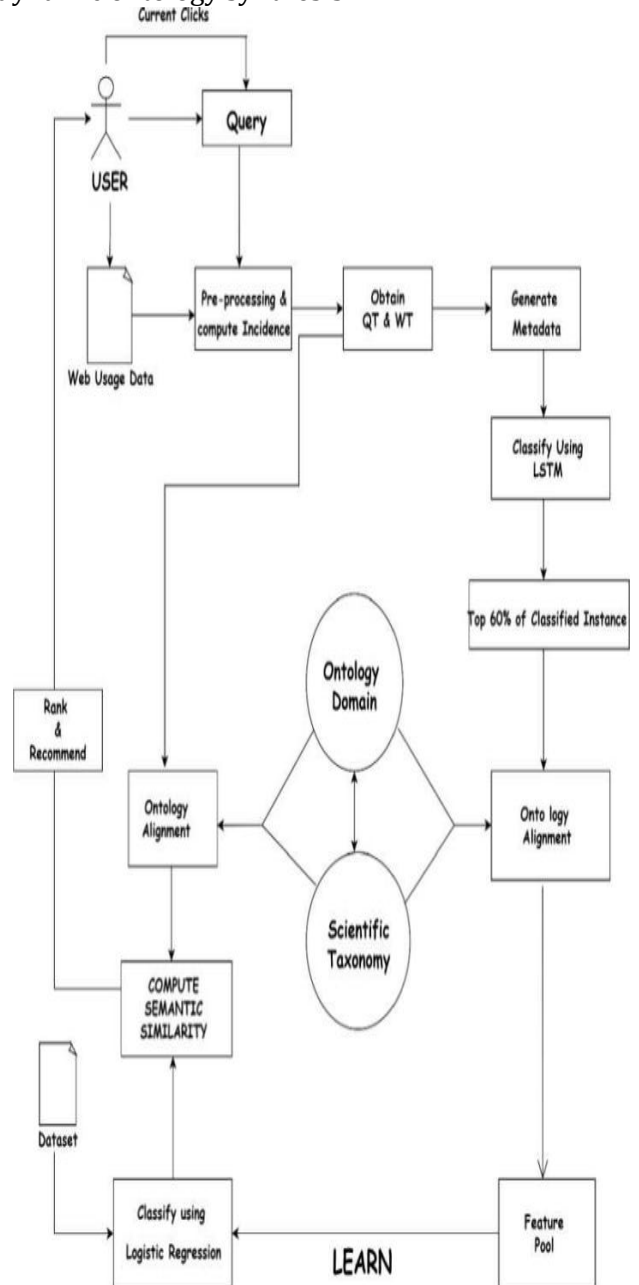 Current Clicks
Query
USER
Pre-processing &
compute Incidence
Obtain
QT & WT
Generate
Metadata
Web Usage Data
Classify Using
LSTM
Top 60% of Classified Instance
Ontology
Domain
Rank
&
Recommend
Ontology
Alignment
Onto logy
Alignment
Scientific
Taxonomy
COMPUTE
SEMANTIC
SIMILARITY
Dataset
Classify using
Logistic Regression
LEARN
Feature
Pool